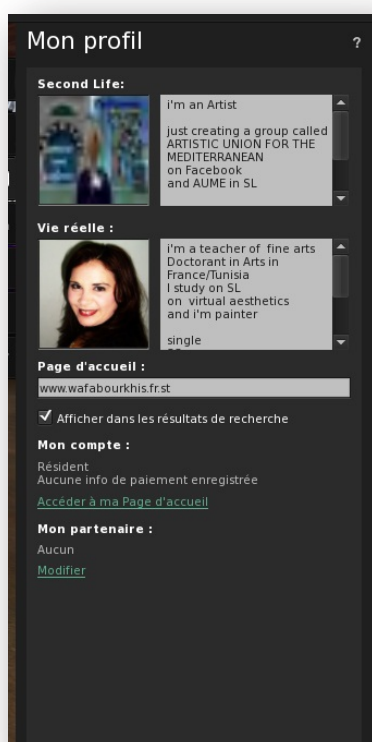 Mon profil
?
Second Life:
i'm an Artist
just creating a group called
ARTISTIC UNION FOR THE
MEDITERRANEAN
on Facebook
and AUME in SL
Vie réelle :
i'm a teacher of fine arts
Doctorant in Arts in
France/Tunisia
I study on SL
on virtual aesthetics
and i'm painter
single
Page d'accueil :
www.wafabourkhis.fr.st
Afficher dans les résultats de recherche
Mon compte :
Résident
Aucune info de paiement enregistrée
Accéder à ma Page d'accueil
Mon partenaire :
Aucun
Modifier